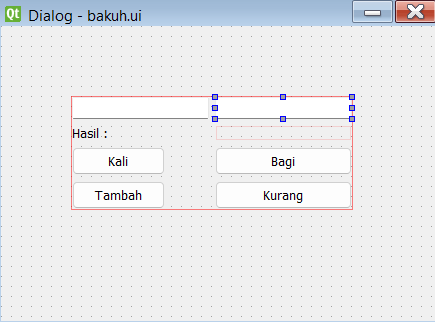 Qt Dialog - bakuh.ui
Hasil :
Kali Bagi
Tambah Kurang